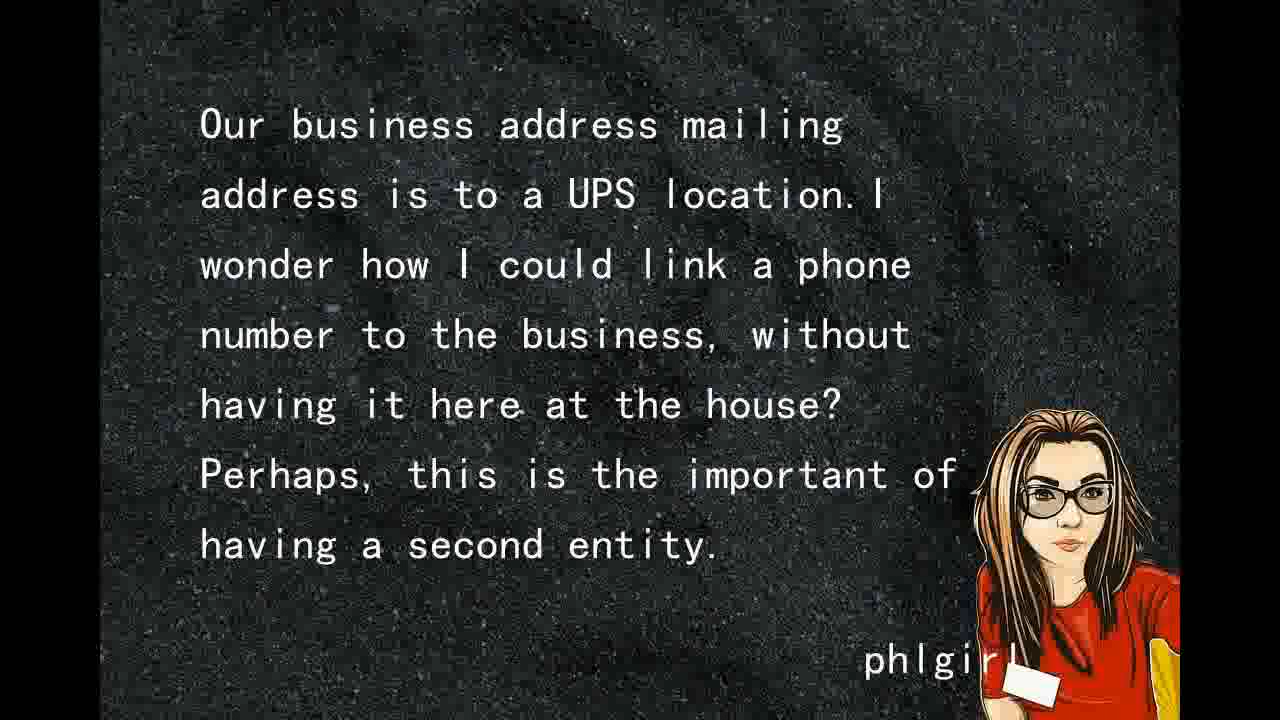 Our business address mailing
address is to a UPS location.I
wonder how I could link a phone
number to the business, without
having it here at the house?
Perhaps, this is the important of
having a second entity.
phlgirl